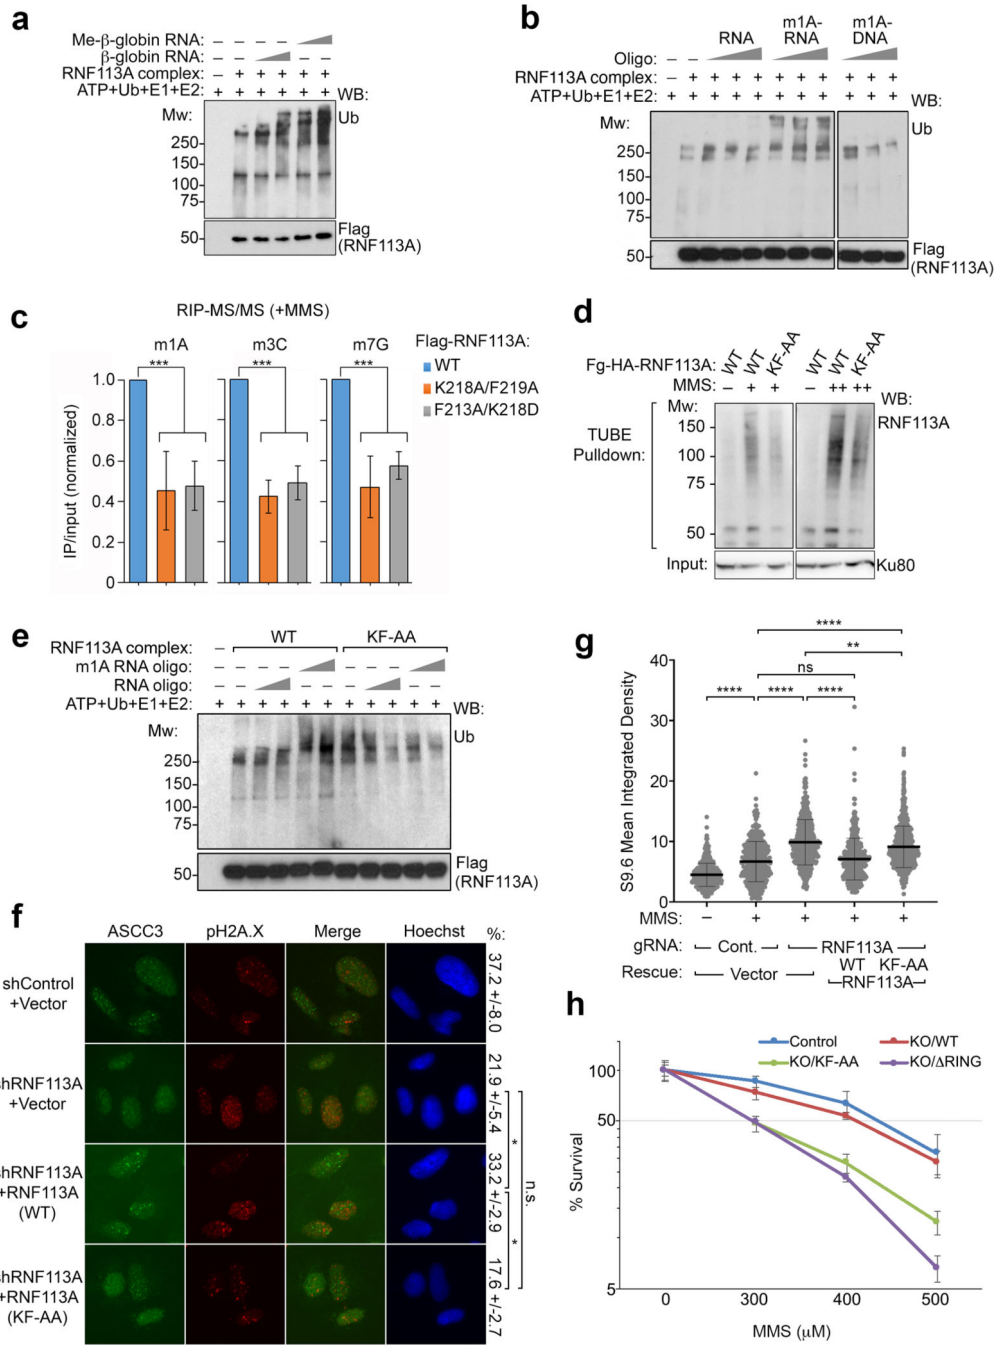 a
Me-β-globin RNA: – – – – ◢
β-globin RNA: – – ◢ – –
RNF113A complex: – + + + + +
ATP+Ub+E1+E2: + + + + + +
WB:
Mw:
Ub
250
150
100
75
50
Flag
(RNF113A)
b
RNA
m1A-
RNA
m1A-
DNA
Oligo: – –
RNF113A complex: – + + + + + + + + + +
ATP+Ub+E1+E2: + + + + + + + + + + +
WB:
Mw:
Ub
250
150
100
75
50
Flag
(RNF113A)
c
RIP-MS/MS (+MMS)
m1A
m3C
m7G
***
***
***
Flag-RNF113A:
WT
K218A/F219A
F213A/K218D
IP/input (normalized)
1.0
0.8
0.6
0.4
0.2
0
d
Fg-HA-RNF113A: WT WT KF-AA WT WT KF-AA
MMS: – + + – ++ ++
WB:
Mw:
RNF113A
150
100
75
50
TUBE
Pulldown:
Input:
Ku80
e
WT
KF-AA
RNF113A complex: –
m1A RNA oligo: – – – – – – –
RNA oligo: – – – – – – –
ATP+Ub+E1+E2: + + + + + + + + + + +
WB:
Mw:
Ub
250
150
100
75
50
Flag
(RNF113A)
f
ASCC3
pH2A.X
Merge
Hoechst
%:
shControl
+Vector
37.2 +/-8.0
shRNF113A
+Vector
21.9 +/-5.4
shRNF113A
+RNF113A
(WT)
33.2 +/-2.9
shRNF113A
+RNF113A
(KF-AA)
17.6 +/-2.7
*
*
n.s.
g
****
**
ns
****
****
****
S9.6 Mean Integrated Density
40
30
20
10
0
MMS: – + + + +
gRNA: Cont. RNF113A
WT KF-AA
Rescue: Vector RNF113A
h
Control
KO/WT
KO/KF-AA
KO/ΔRING
% Survival
100
50
5
0
300
400
500
MMS (μM)